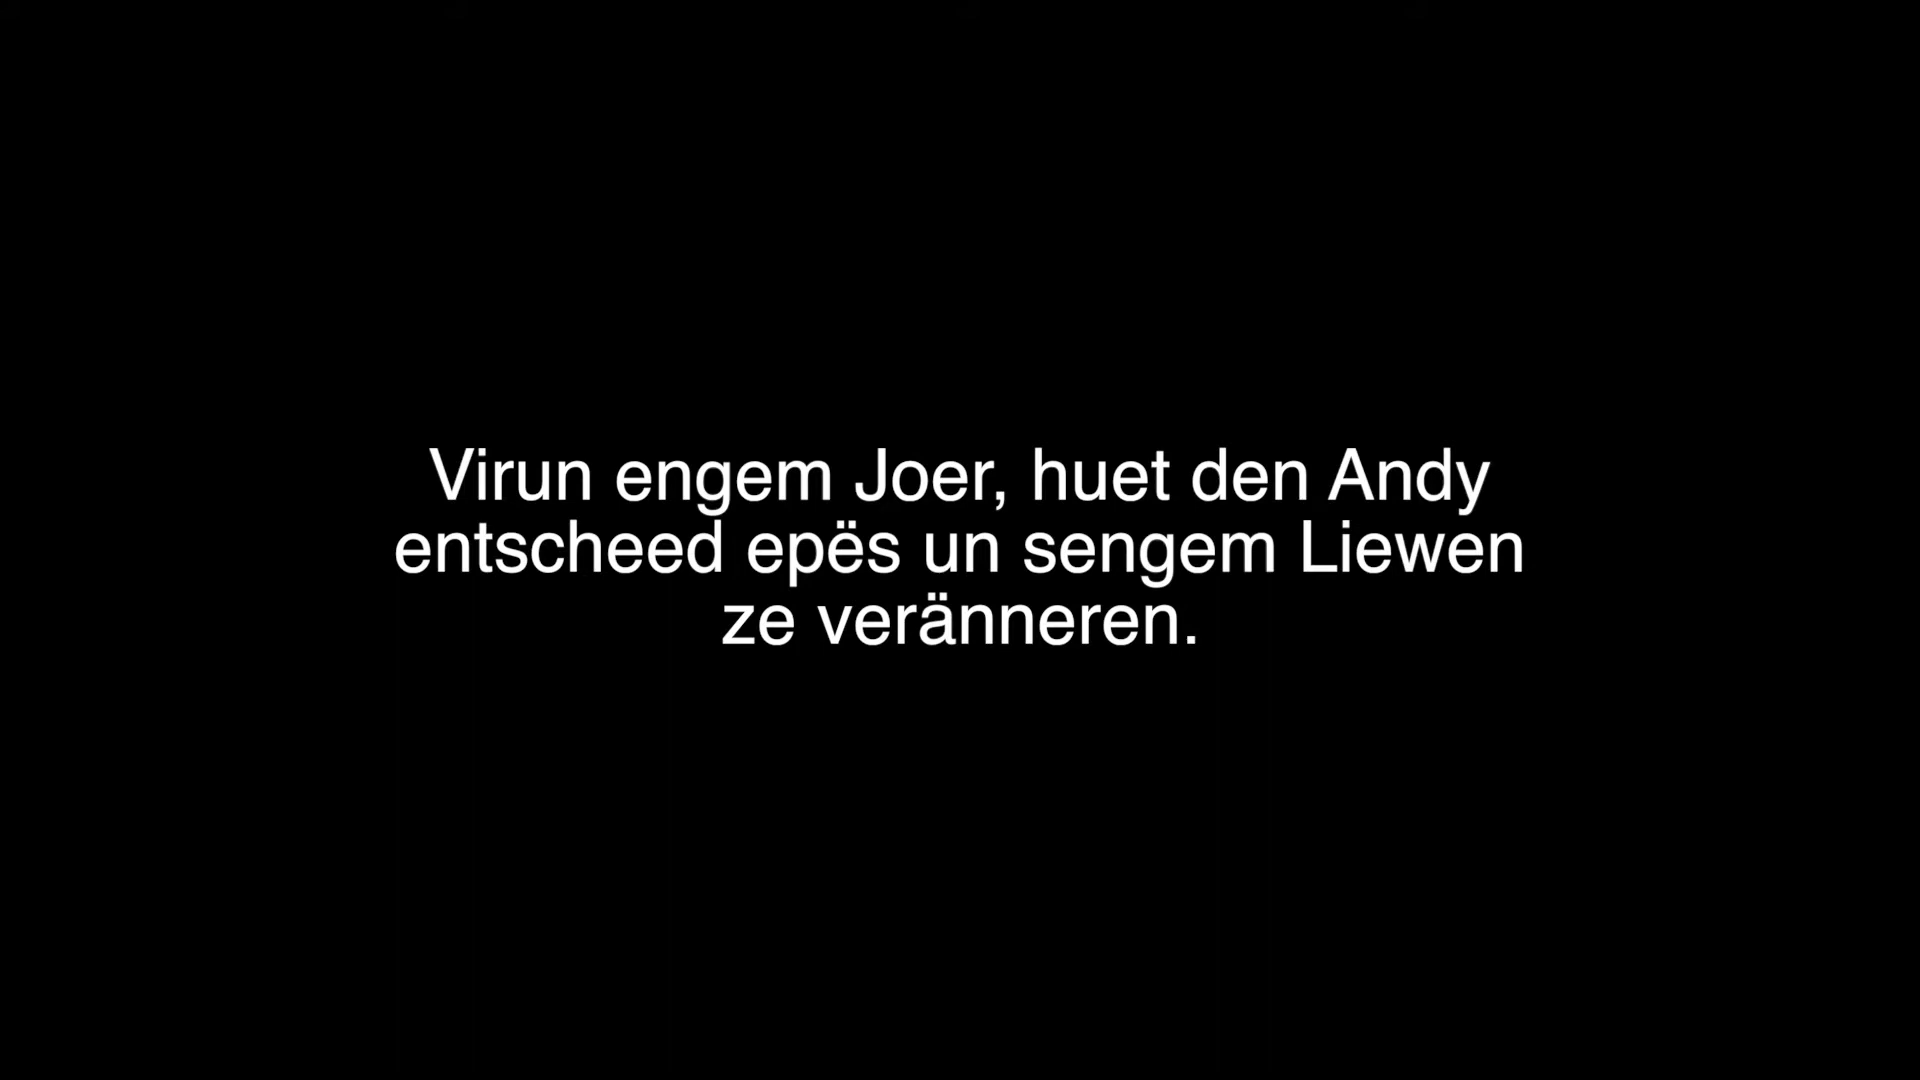 Virun engem Joer, huet den Andy
entscheed epës un sengem Liewen
ze veränneren.